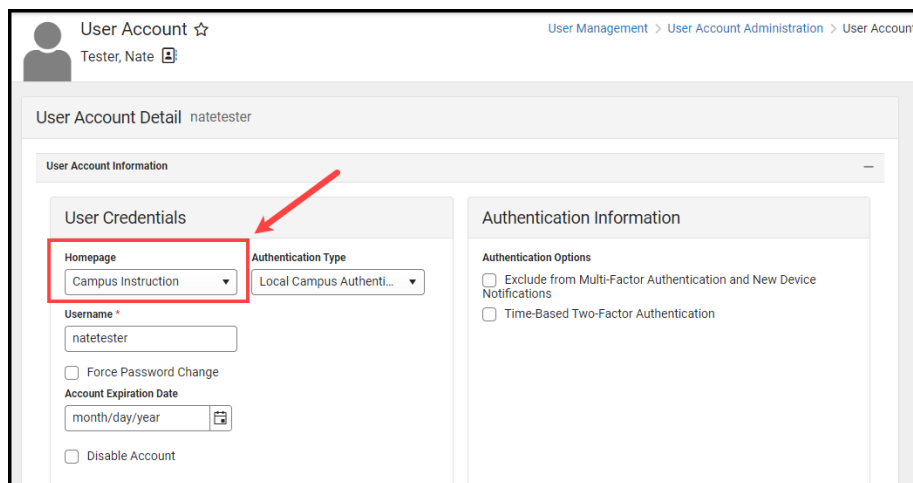 User Account
User Management > User Account Administration > User Account
Tester, Nate
User Account Detail natetester
User Account Information
User Credentials
Homepage
Authentication Type
Campus Instruction
Local Campus Authenti...
Username *
natetester
Force Password Change
Account Expiration Date
month/day/year
Disable Account
Authentication Information
Authentication Options
Exclude from Multi-Factor Authentication and New Device
Notifications
Time-Based Two-Factor Authentication